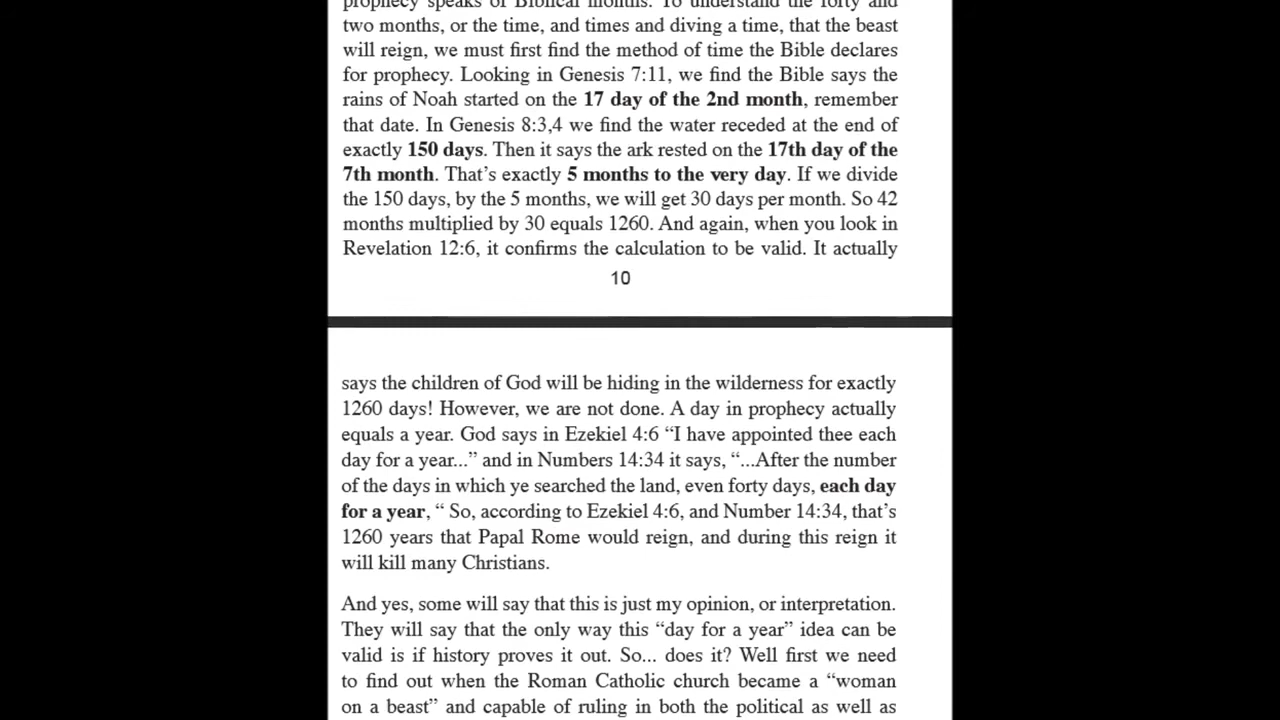 prophecy speaks of Biblical months. To understand the forty and
two months, or the time, and times and diving a time, that the beast
will reign, we must first find the method of time the Bible declares
for prophecy. Looking in Genesis 7:11, we find the Bible says the
rains of Noah started on the 17 day of the 2nd month, remember
that date. In Genesis 8:3,4 we find the water receded at the end of
exactly 150 days. Then it says the ark rested on the 17th day of the
7th month. That’s exactly 5 months to the very day. If we divide
the 150 days, by the 5 months, we will get 30 days per month. So 42
months multiplied by 30 equals 1260. And again, when you look in
Revelation 12:6, it confirms the calculation to be valid. It actually
10
says the children of God will be hiding in the wilderness for exactly
1260 days! However, we are not done. A day in prophecy actually
equals a year. God says in Ezekiel 4:6 “I have appointed thee each
day for a year...” and in Numbers 14:34 it says, “...After the number
of the days in which ye searched the land, even forty days, each day
for a year, “ So, according to Ezekiel 4:6, and Number 14:34, that’s
1260 years that Papal Rome would reign, and during this reign it
will kill many Christians.
And yes, some will say that this is just my opinion, or interpretation.
They will say that the only way this “day for a year” idea can be
valid is if history proves it out. So... does it? Well first we need
to find out when the Roman Catholic church became a “woman
on a beast” and capable of ruling in both the political as well as